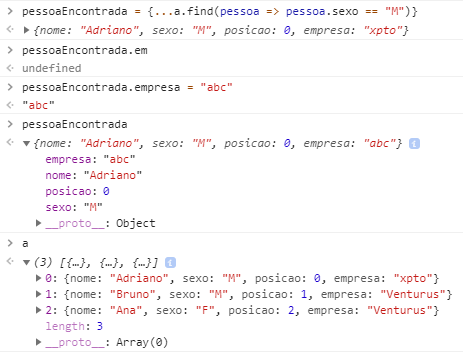 > pessoaEncontrada = {...a.find(pessoa => pessoa.sexo == "M")}
{nome: "Adriano", sexo: "M", posicao: 0, empresa: "xpto"}
> pessoaEncontrada.em
undefined
> pessoaEncontrada.empresa = "abc"
"abc"
> pessoaEncontrada
{nome: "Adriano", sexo: "M", posicao: 0, empresa: "abc"} i
empresa: "abc"
nome: "Adriano"
posicao: 0
sexo: "M"
__proto__: Object
> a
(3) [{…}, {…}, {…}] i
0: {nome: "Adriano", sexo: "M", posicao: 0, empresa: "xpto"}
1: {nome: "Bruno", sexo: "M", posicao: 1, empresa: "Venturus"}
2: {nome: "Ana", sexo: "F", posicao: 2, empresa: "Venturus"}
length: 3
__proto__: Array(0)